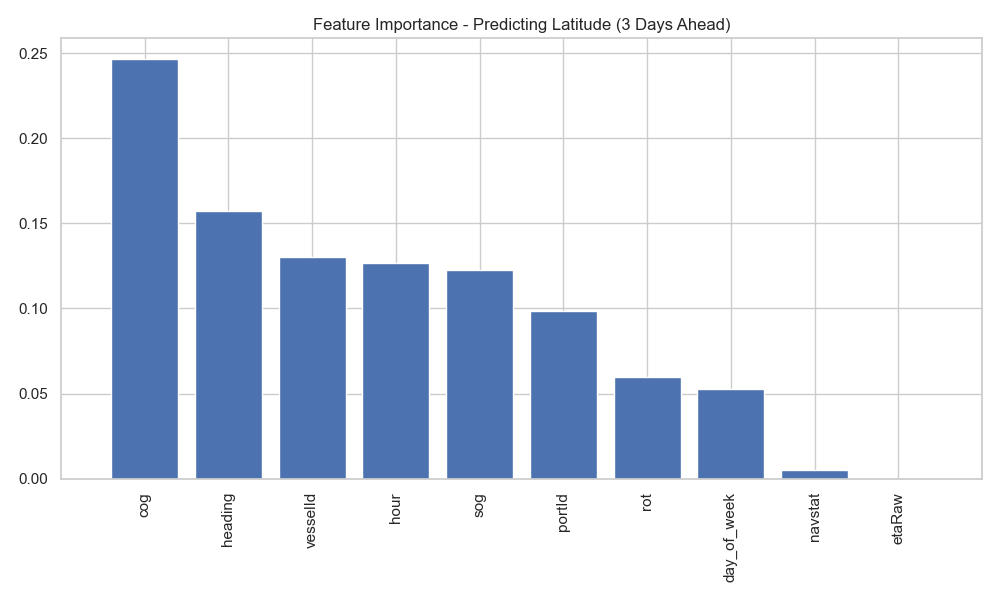 Feature Importance - Predicting Latitude (3 Days Ahead)
0.25
0.20
0.15
0.10
0.05
0.00
cog
heading
vesselId
hour
sog
portId
rot
day_of_week
navstat
etaRaw